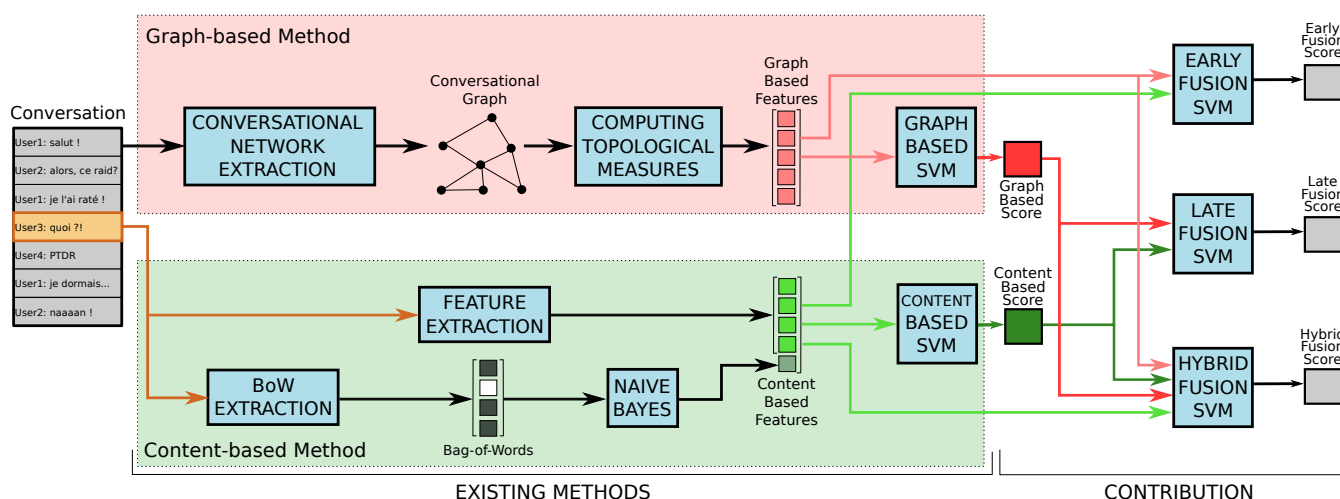 Graph-based Method
Conversation
User1: salut !
User2: alors, ce raid?
User1: je l'ai raté !
User3: quoi ?!
User4: PTDR
User1: je dormais...
User2: naaaan !
CONVERSATIONAL
NETWORK
EXTRACTION
Conversational
Graph
COMPUTING
TOPOLOGICAL
MEASURES
Graph
Based
Features
GRAPH
BASED
SVM
Graph
Based
Score
FEATURE
EXTRACTION
BoW
EXTRACTION
Bag-of-Words
NAIVE
BAYES
Content
Based
Features
CONTENT
BASED
SVM
Content
Based
Score
Content-based Method
EARLY
FUSION
SVM
Early
Fusion
Score
LATE
FUSION
SVM
Late
Fusion
Score
HYBRID
FUSION
SVM
Hybrid
Fusion
Score
EXISTING METHODS
CONTRIBUTION